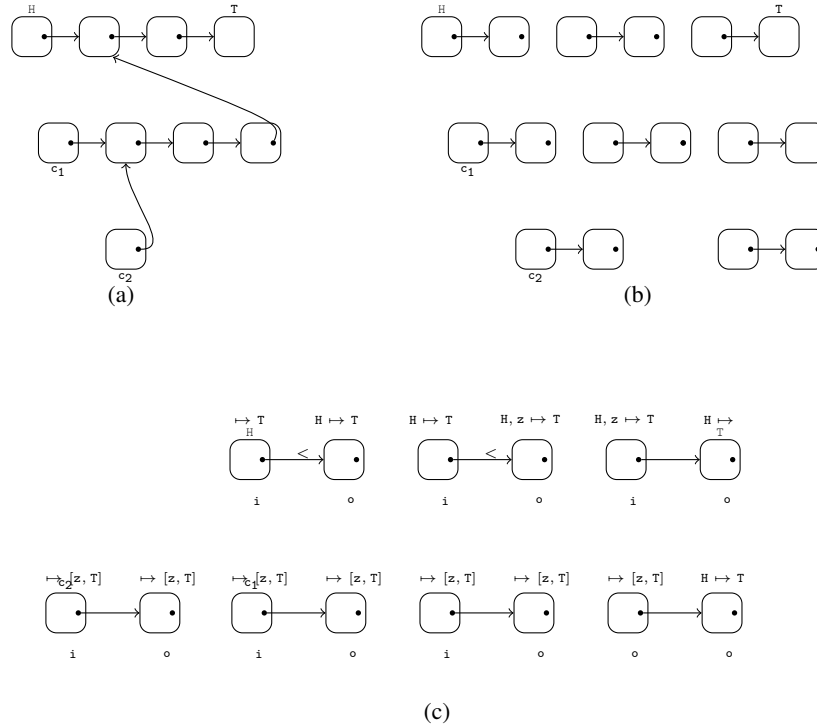 H T H T
c1 c1
c2 c2
(a) (b)
↦ T H ↦ T H ↦ T H, z ↦ T H, z ↦ T H ↦
H T
< <
i o i o i o
↦ [z, T] ↦ [z, T] ↦ [z, T] ↦ [z, T] ↦ [z, T] ↦ [z, T] ↦ [z, T] H ↦ T
c2 c1
i o i o i o o o
(c)